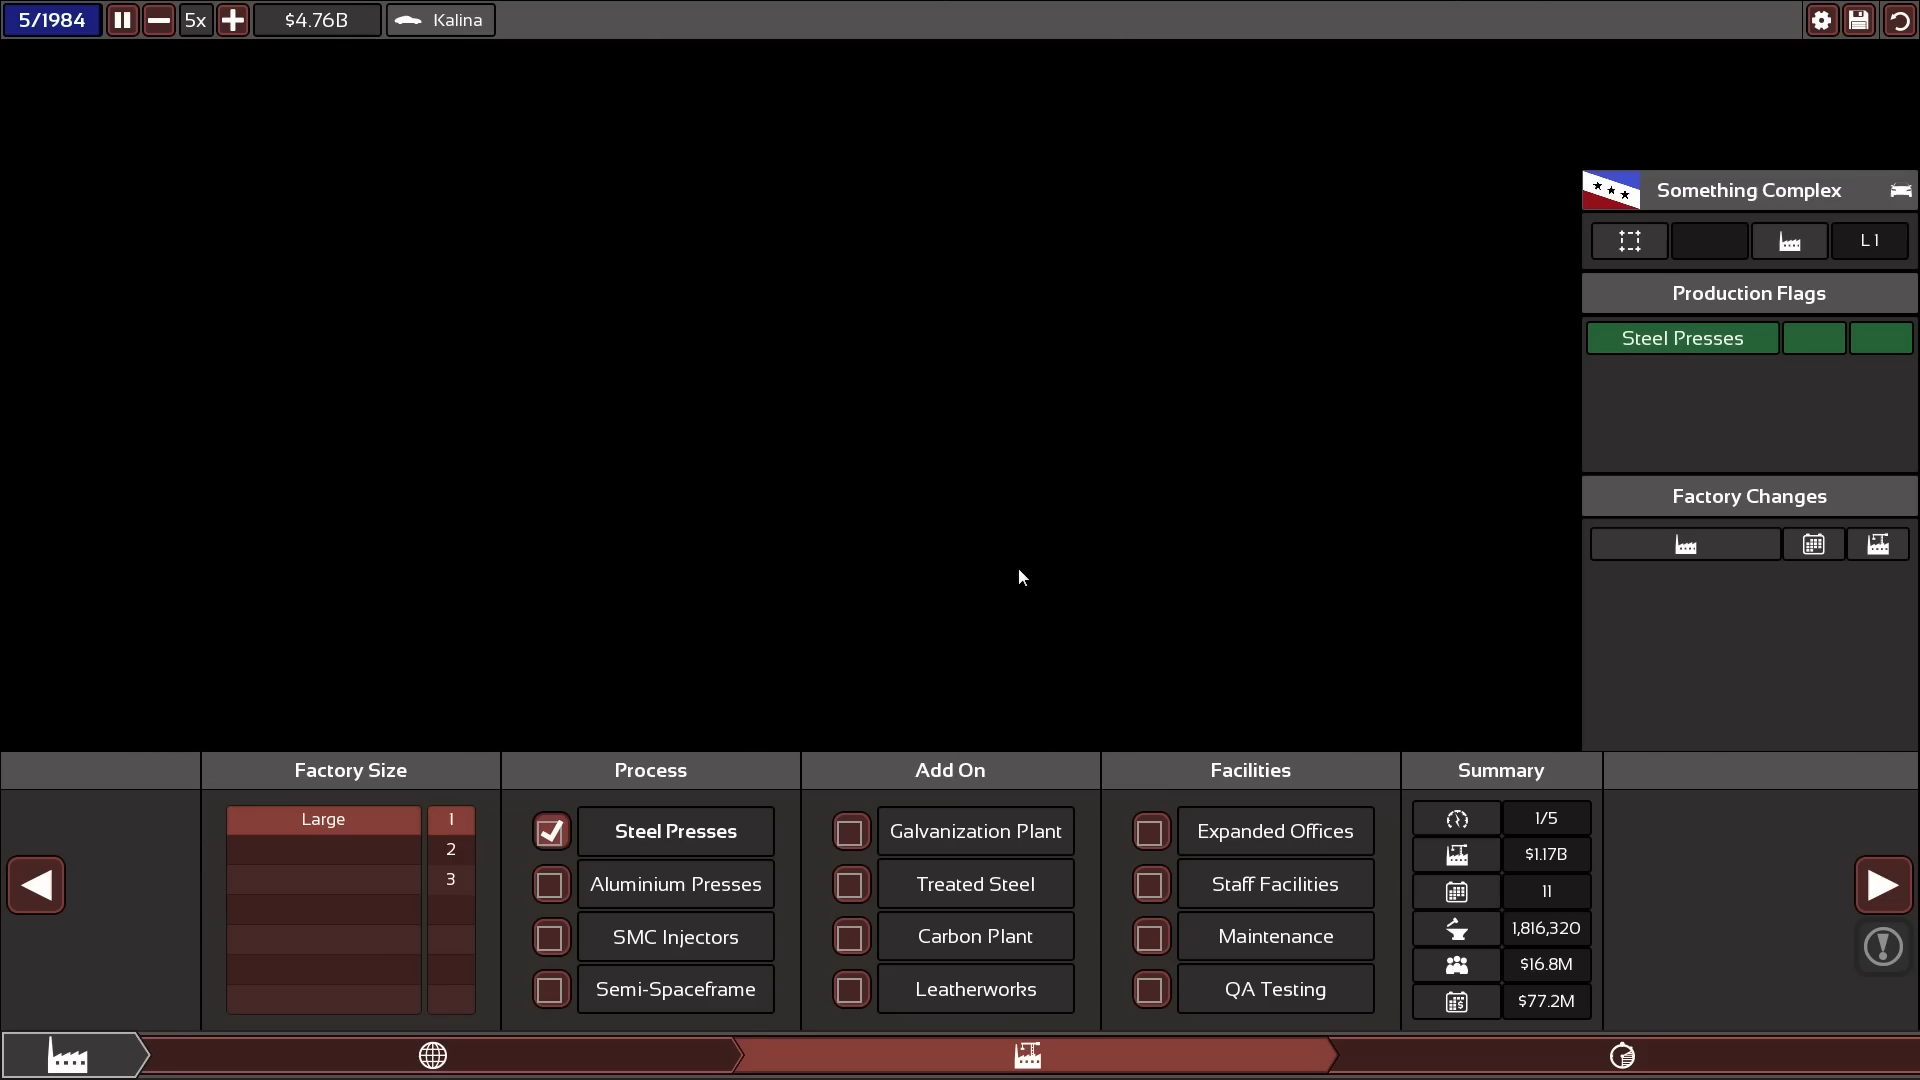 5/1984
5x
$4.76B
Kalina
Something Complex
L 1
Production Flags
Steel Presses
Factory Changes
Factory Size
Process
Add On
Facilities
Summary
Large
1
2
3
Steel Presses
Aluminium Presses
SMC Injectors
Semi-Spaceframe
Galvanization Plant
Treated Steel
Carbon Plant
Leatherworks
Expanded Offices
Staff Facilities
Maintenance
QA Testing
1/5
$1.17B
11
1,816,320
$16.8M
$77.2M